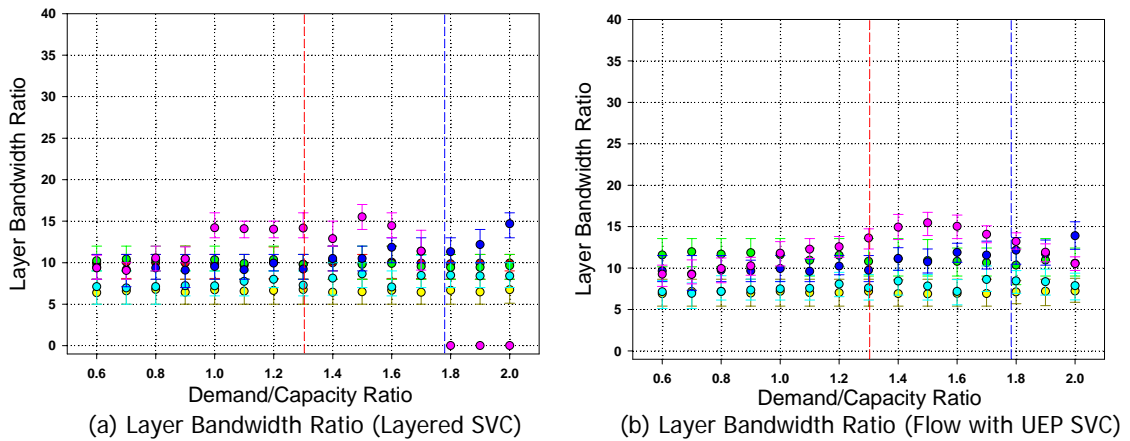 40
35
30
25
20
15
10
5
0
Layer Bandwidth Ratio
0.6 0.8 1.0 1.2 1.4 1.6 1.8 2.0
Demand/Capacity Ratio
(a) Layer Bandwidth Ratio (Layered SVC)
40
35
30
25
20
15
10
5
0
Layer Bandwidth Ratio
0.6 0.8 1.0 1.2 1.4 1.6 1.8 2.0
Demand/Capacity Ratio
(b) Layer Bandwidth Ratio (Flow with UEP SVC)